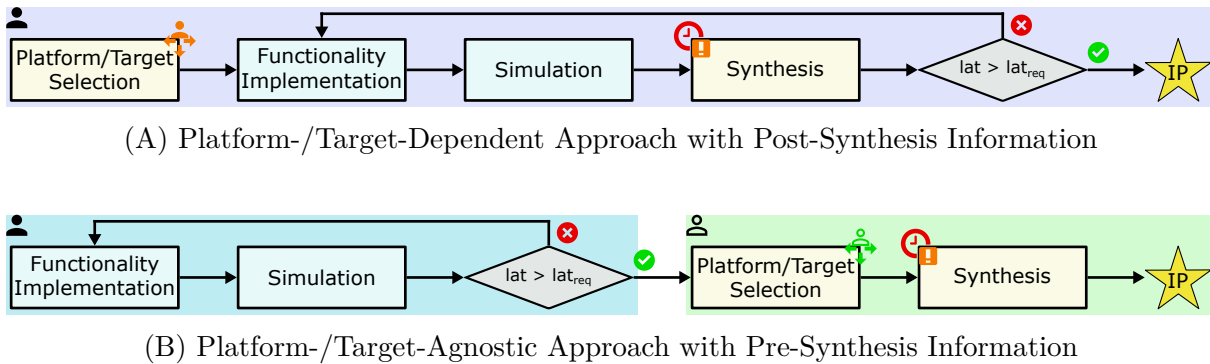 Platform/Target
Selection
Functionality
Implementation
Simulation
Synthesis
lat > lat_req
IP
(A) Platform-/Target-Dependent Approach with Post-Synthesis Information
Functionality
Implementation
Simulation
lat > lat_req
Platform/Target
Selection
Synthesis
IP
(B) Platform-/Target-Agnostic Approach with Pre-Synthesis Information